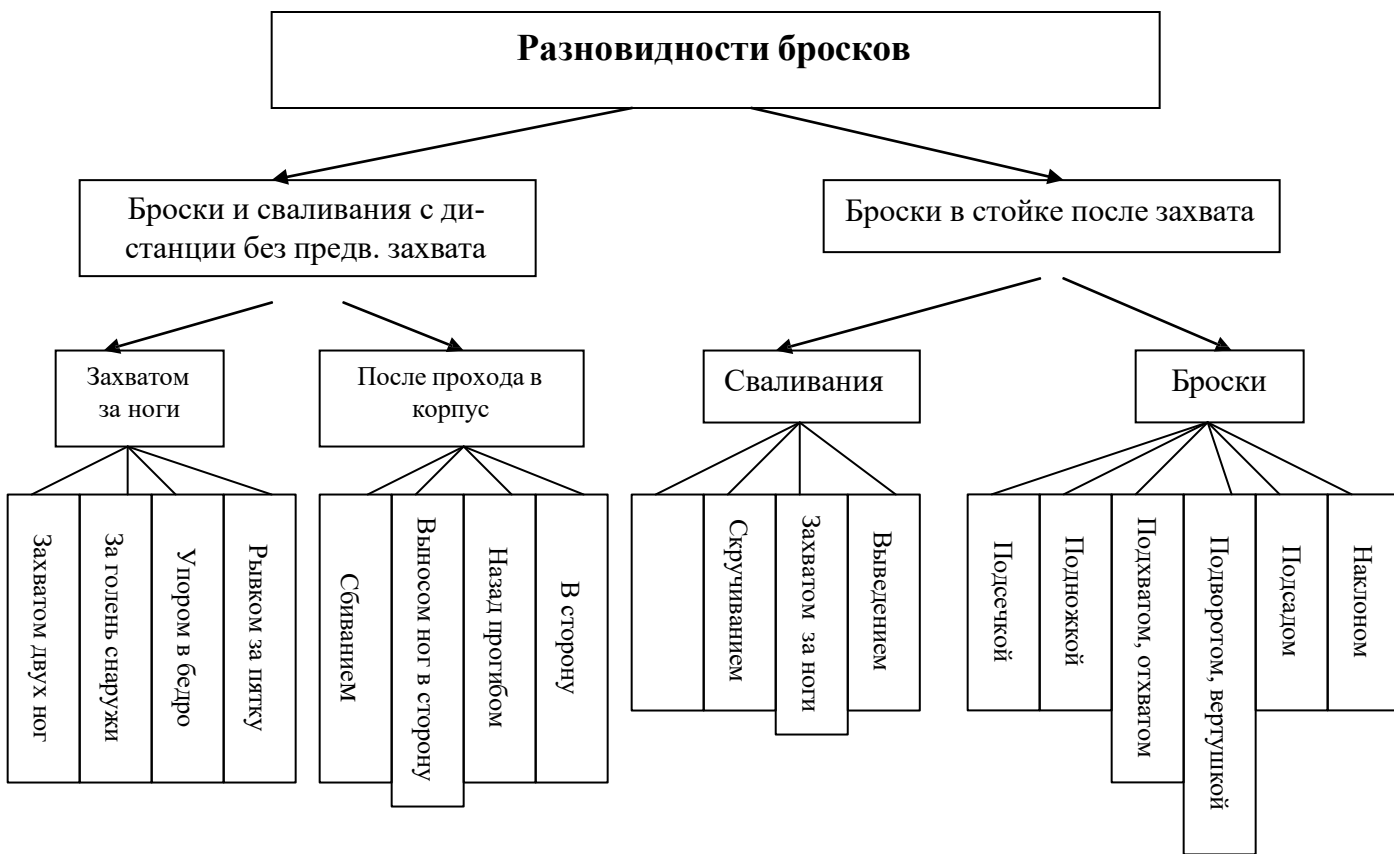 Разновидности бросков
Броски и сваливания с ди-
станции без предв. захвата
Броски в стойке после захвата
Захватом
за ноги
После прохода в
корпус
Сваливания
Броски
Захватом двух ног
За голень снаружи
Упором в бедро
Рывком за пятку
Сбиванием
Выносом ног в сторону
Назад прогибом
В сторону
Скручиванием
Захватом за ноги
Выведением
Подсечкой
Подножкой
Подхватом, отхватом
Подворотом, вертушкой
Подсадом
Наклоном